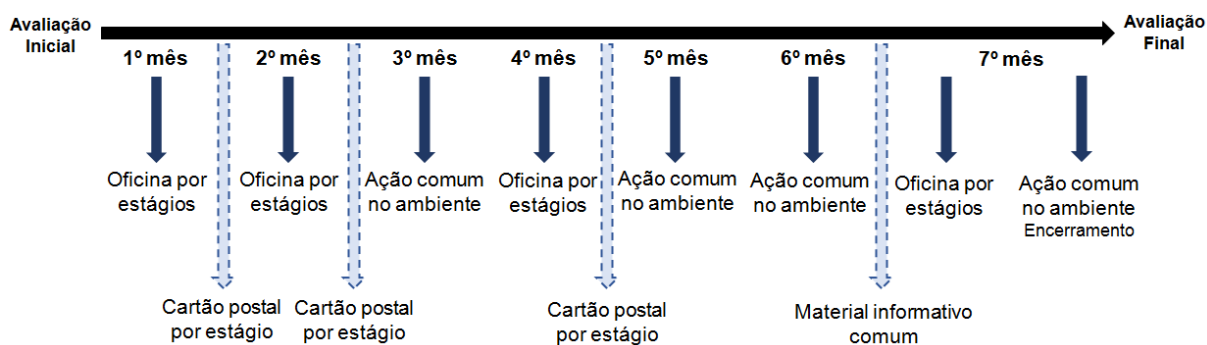 Avaliação
Inicial
Avaliação
Final
1º mês
2º mês
3º mês
4º mês
5º mês
6º mês
7º mês
Oficina por
estágios
Oficina por
estágios
Ação comum
no ambiente
Oficina por
estágios
Ação comum
no ambiente
Ação comum
no ambiente
Oficina por
estágios
Ação comum
no ambiente
Encerramento
Cartão postal
por estágio
Cartão postal
por estágio
Cartão postal
por estágio
Material informativo
comum